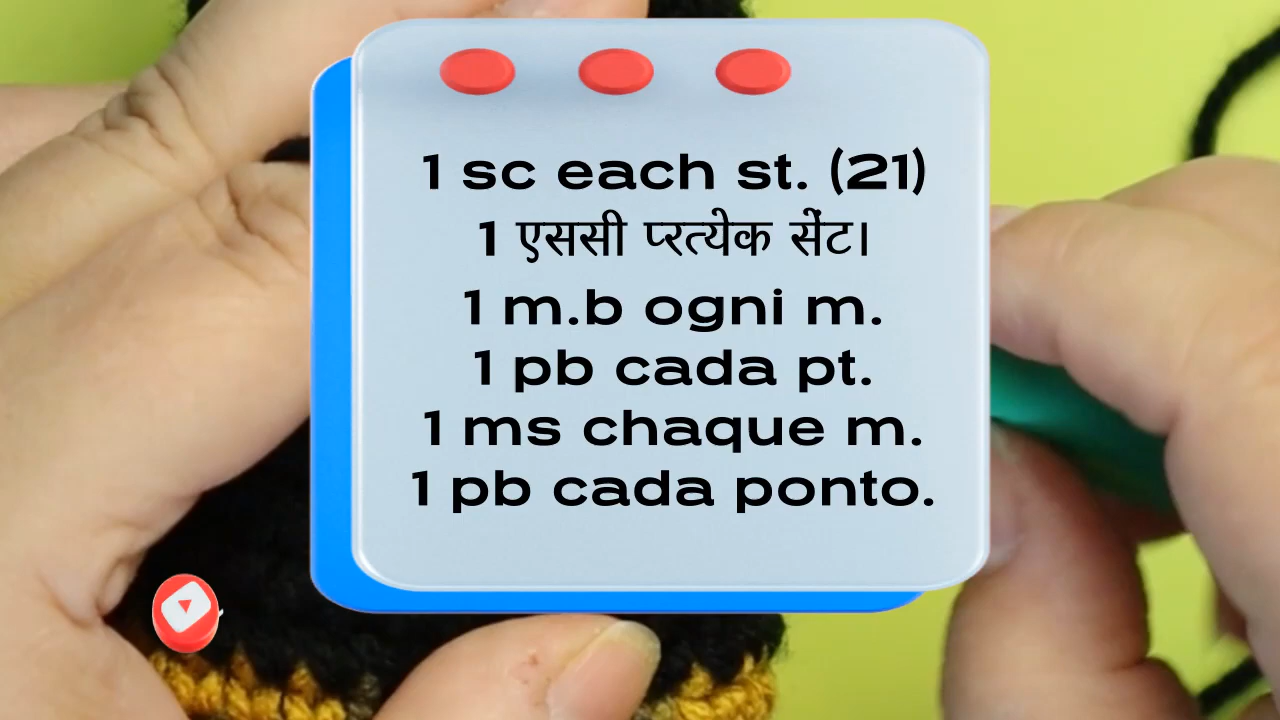 1 sc each st. (21)
1 एससी प्रत्येक सेंट।
1 m.b ogni m.
1 pb cada pt.
1 ms chaque m.
1 pb cada ponto.